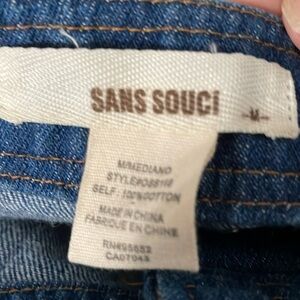 SANS SOUCI
-M-
M/MEDIANO
SELF : 100%COTTON
MADE IN CHINA
FABRIQUE EN CHINE